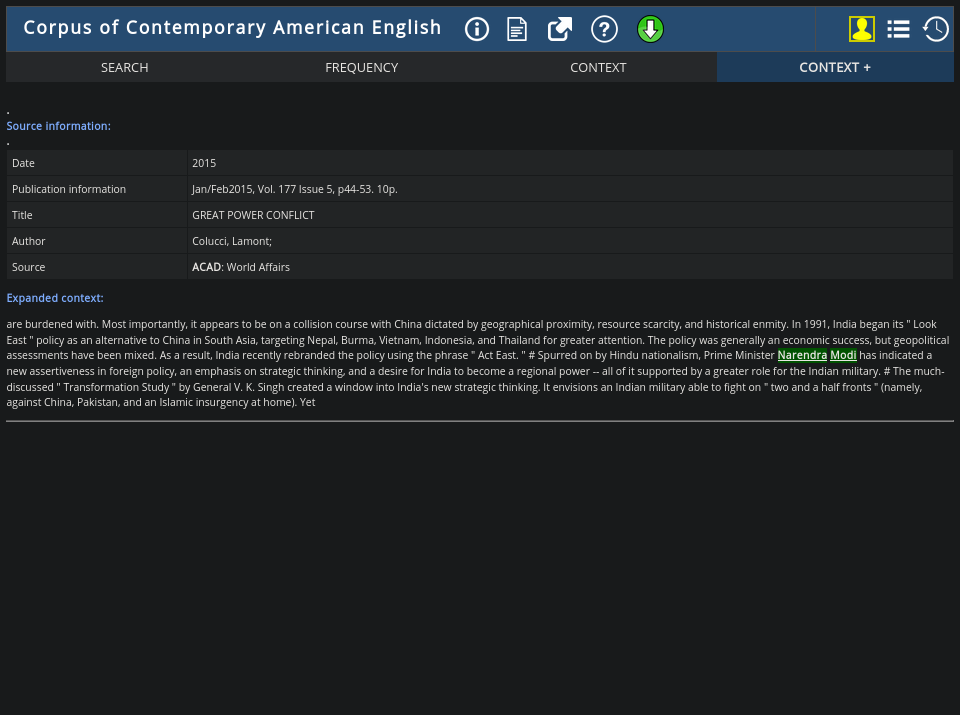 Corpus of Contemporary American English
SEARCH FREQUENCY CONTEXT CONTEXT +
.
Source information:
.
Date 2015
Publication information Jan/Feb2015, Vol. 177 Issue 5, p44-53. 10p.
Title GREAT POWER CONFLICT
Author Colucci, Lamont;
Source ACAD: World Affairs
Expanded context:
are burdened with. Most importantly, it appears to be on a collision course with China dictated by geographical proximity, resource scarcity, and historical enmity. In 1991, India began its " Look
East " policy as an alternative to China in South Asia, targeting Nepal, Burma, Vietnam, Indonesia, and Thailand for greater attention. The policy was generally an economic success, but geopolitical
assessments have been mixed. As a result, India recently rebranded the policy using the phrase " Act East. " # Spurred on by Hindu nationalism, Prime Minister Narendra Modi has indicated a
new assertiveness in foreign policy, an emphasis on strategic thinking, and a desire for India to become a regional power -- all of it supported by a greater role for the Indian military. # The much-
discussed " Transformation Study " by General V. K. Singh created a window into India's new strategic thinking. It envisions an Indian military able to fight on " two and a half fronts " (namely,
against China, Pakistan, and an Islamic insurgency at home). Yet